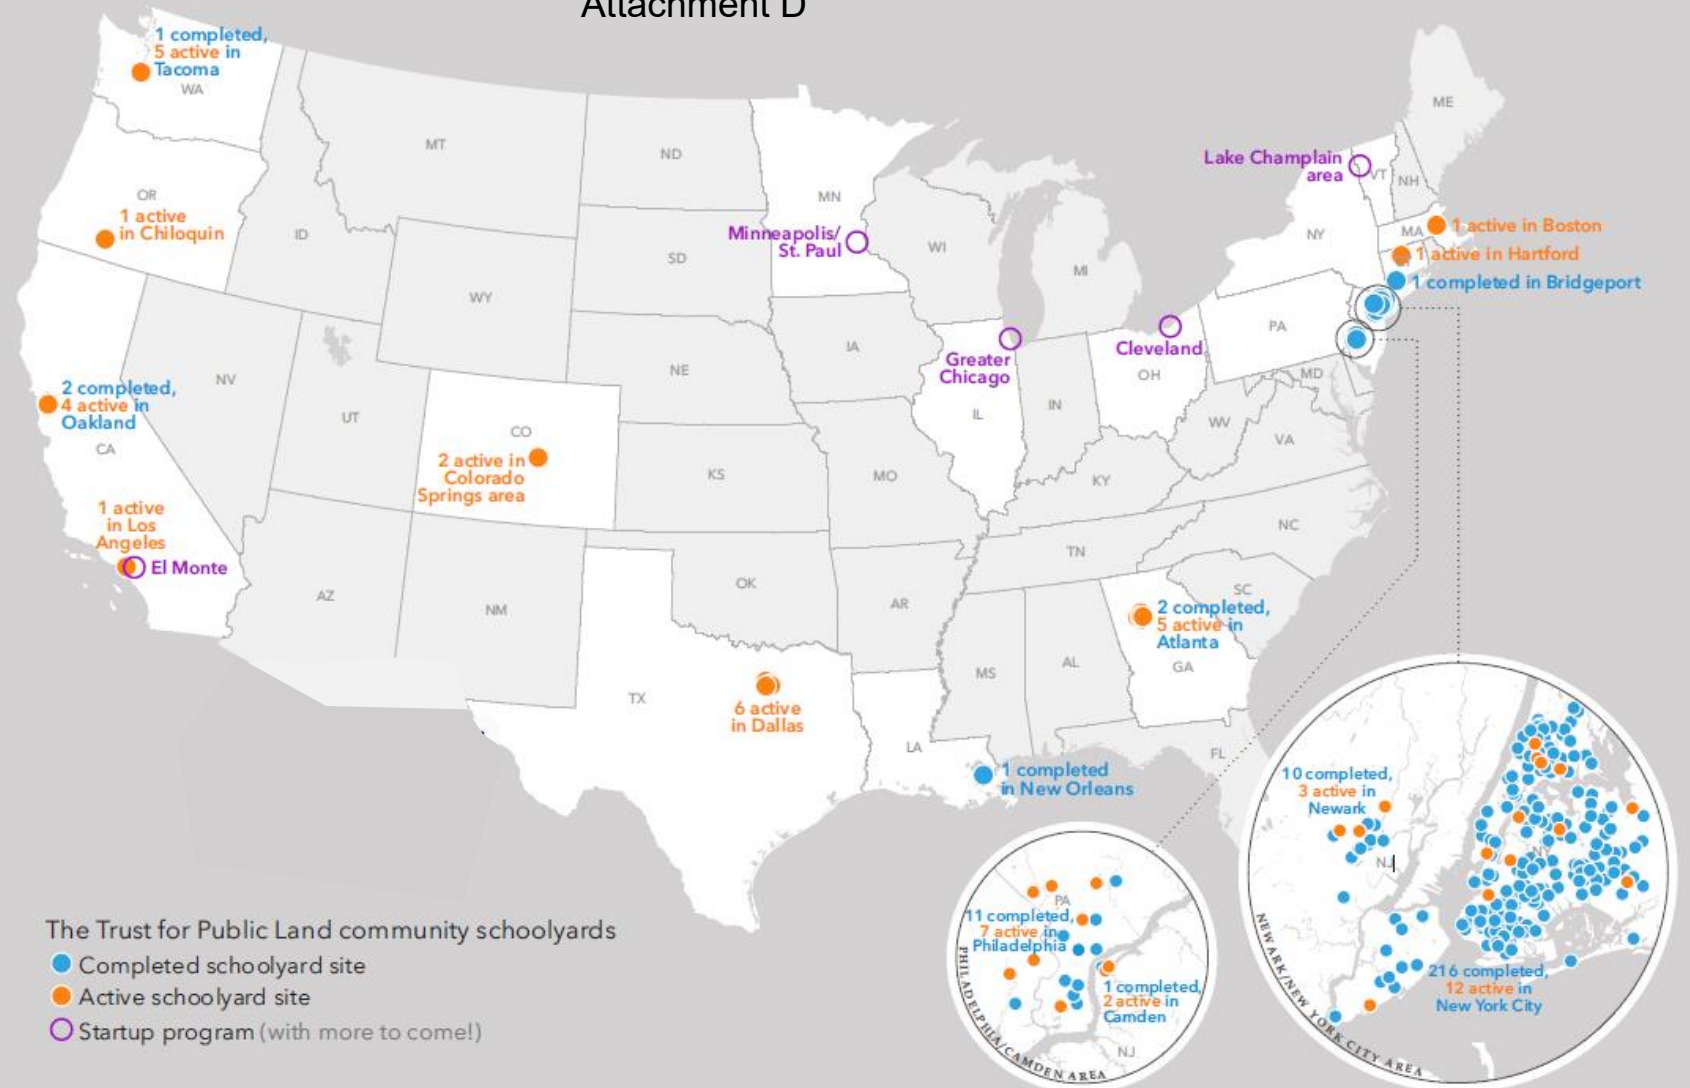 Attachment D
1 completed,
5 active in
Tacoma
WA
OR
1 active
in Chiloquin
MT
ID
WY
ND
SD
NE
MN
Minneapolis/
St. Paul
WI
MI
IA
Lake Champlain
area
VT
NH
ME
NY
MA
1 active in Boston
1 active in Hartford
1 completed in Bridgeport
PA
Cleveland
OH
Greater
Chicago
IL
IN
MD
WV
VA
KY
NV
UT
2 completed,
4 active in
Oakland
CA
CO
2 active in
Colorado
Springs area
KS
MO
1 active
in Los
Angeles
El Monte
AZ
NM
OK
AR
TN
NC
SC
2 completed,
5 active in
Atlanta
GA
MS
AL
TX
6 active
in Dallas
LA
1 completed
in New Orleans
FL
10 completed,
3 active in
Newark
NJ
NY
216 completed,
12 active in
New York City
NEWARK/NEW YORK CITY AREA
PA
11 completed,
7 active in
Philadelphia
1 completed,
2 active in
Camden
NJ
PHILADELPHIA/CAMDEN AREA
The Trust for Public Land community schoolyards
Completed schoolyard site
Active schoolyard site
Startup program (with more to come!)